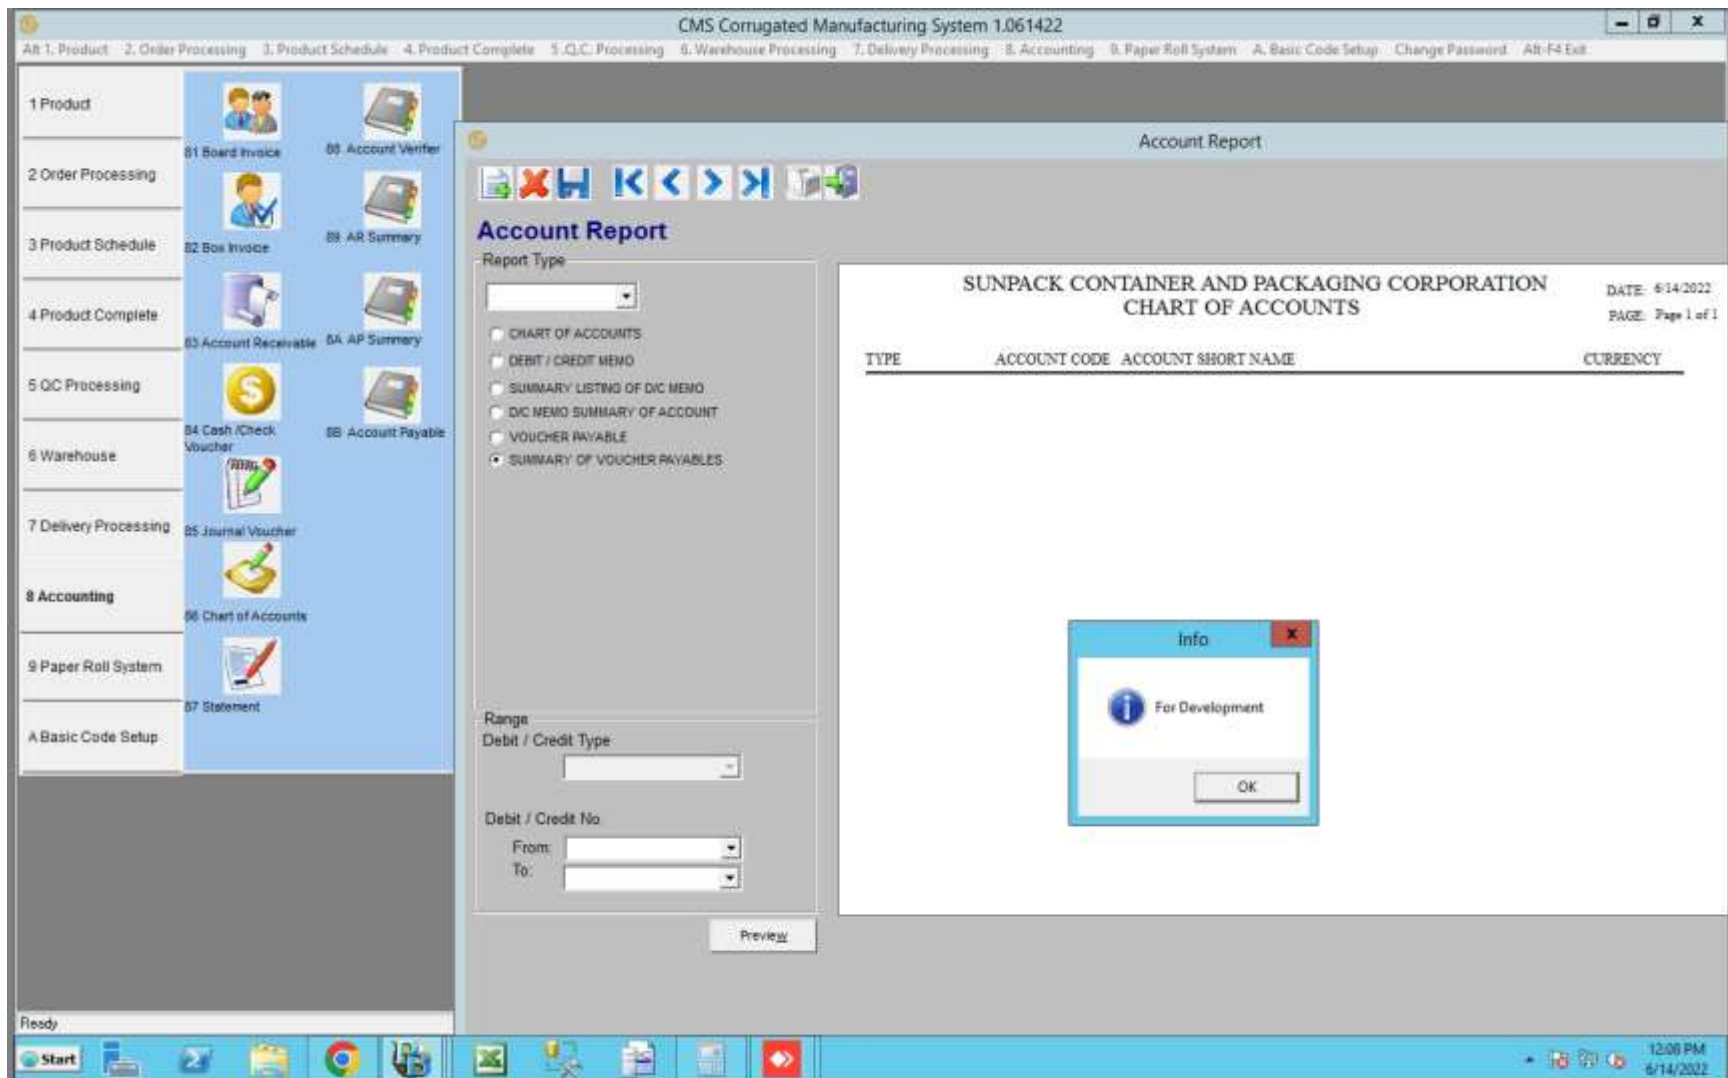 CMS Corrugated Manufacturing System 1.061422
Alt 1. Product 2. Order Processing 3. Product Schedule 4. Product Complete 5 .Q.C. Processing 6. Warehouse Processing 7. Delivery Processing 8. Accounting 9. Paper Roll System A. Basic Code Setup Change Password Alt-F4 Exit
1 Product
2 Order Processing
3 Product Schedule
4 Product Complete
5 QC Processing
6 Warehouse
7 Delivery Processing
8 Accounting
9 Paper Roll System
A Basic Code Setup
81 Board Invoice
88 Account Verifier
82 Box Invoice
89 AR Summary
83 Account Receivable
8A AP Summary
84 Cash /Check
Voucher
8B Account Payable
85 Journal Voucher
86 Chart of Accounts
87 Statement
Account Report
Account Report
Report Type
CHART OF ACCOUNTS
DEBIT / CREDIT MEMO
SUMMARY LISTING OF D/C MEMO
D/C MEMO SUMMARY OF ACCOUNT
VOUCHER PAYABLE
SUMMARY OF VOUCHER PAYABLES
Range
Debit / Credit Type
Debit / Credit No.
From:
To:
Preview
SUNPACK CONTAINER AND PACKAGING CORPORATION
CHART OF ACCOUNTS
DATE: 6/14/2022
PAGE: Page 1 of 1
TYPE ACCOUNT CODE ACCOUNT SHORT NAME CURRENCY
Info
For Development
OK
Ready
Start
12:08 PM
6/14/2022